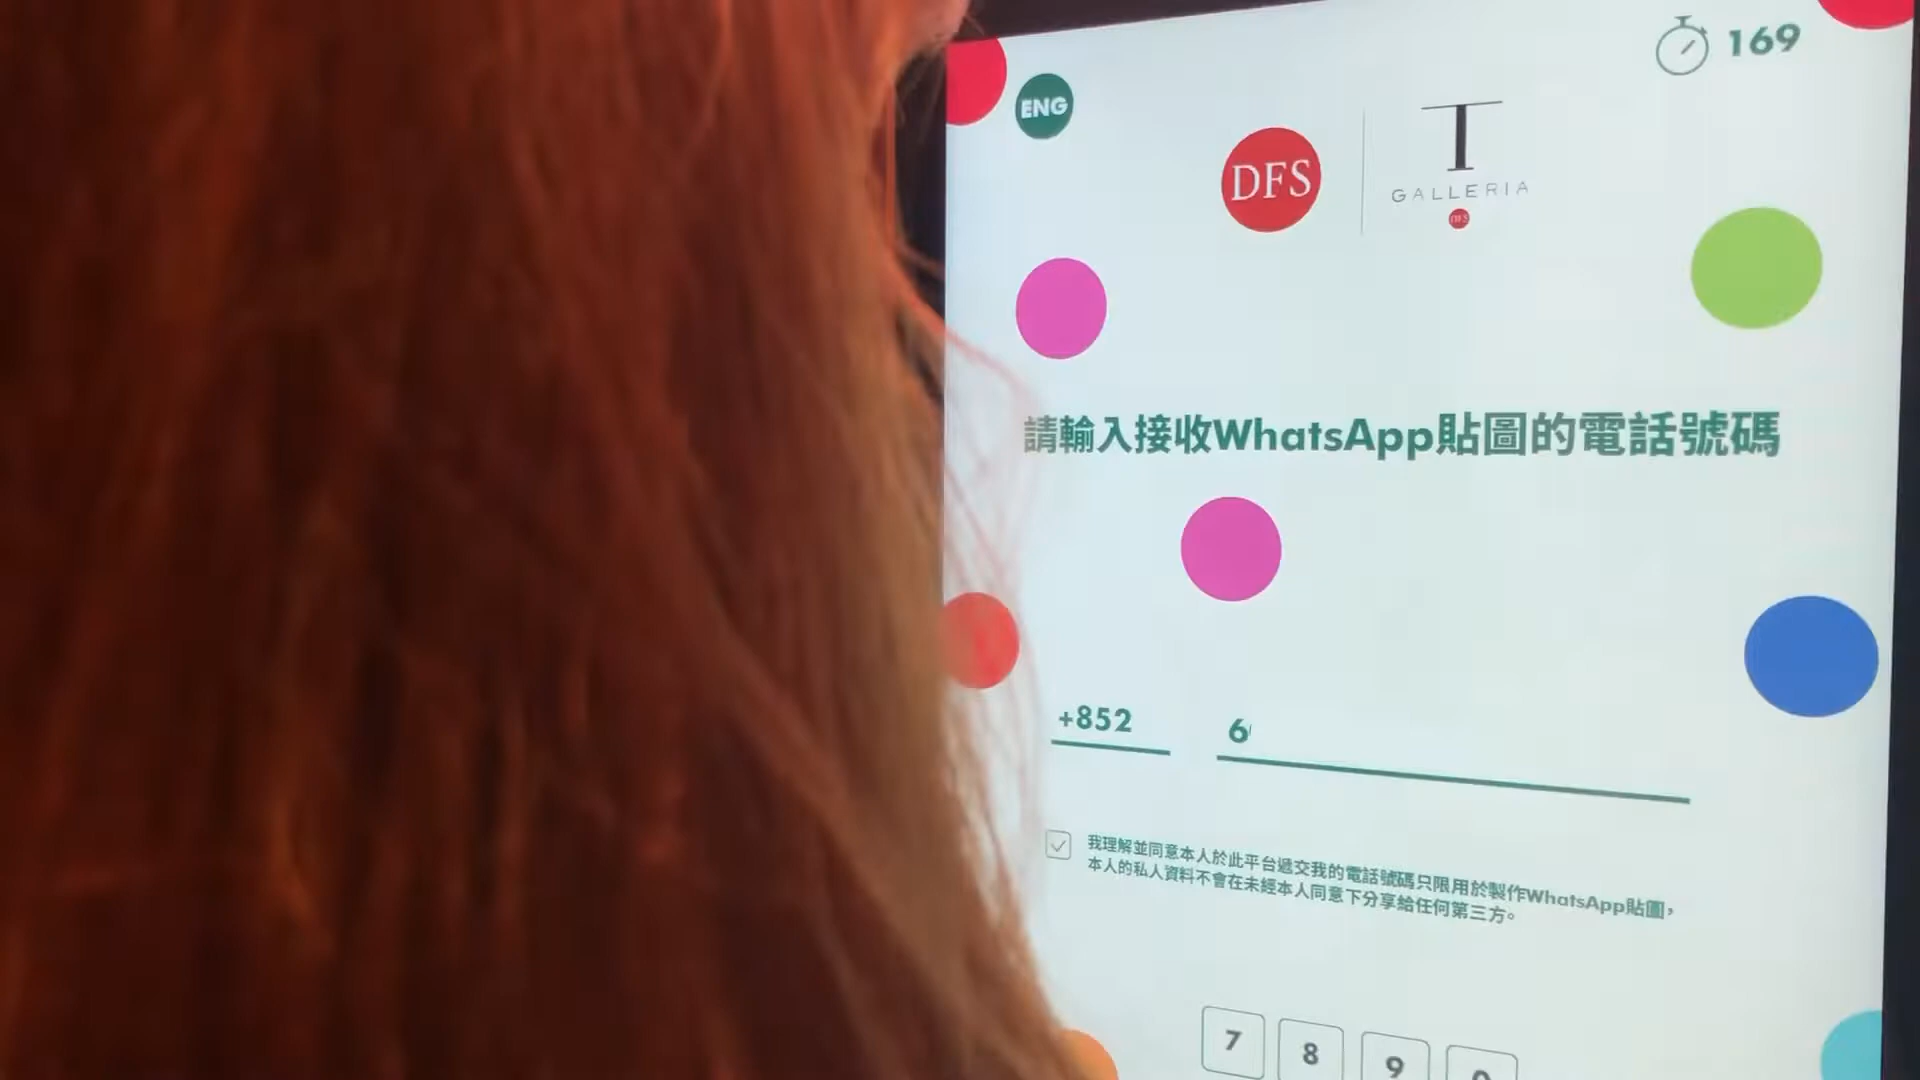 169
ENG
DFS
T
GALLERIA
請輸入接收WhatsApp貼圖的電話號碼
+852 6
我理解並同意本人於此平台遞交我的電話號碼只限用於製作WhatsApp貼圖,
本人的私人資料不會在未經本人同意下分享給任何第三方。
7 8 9 0